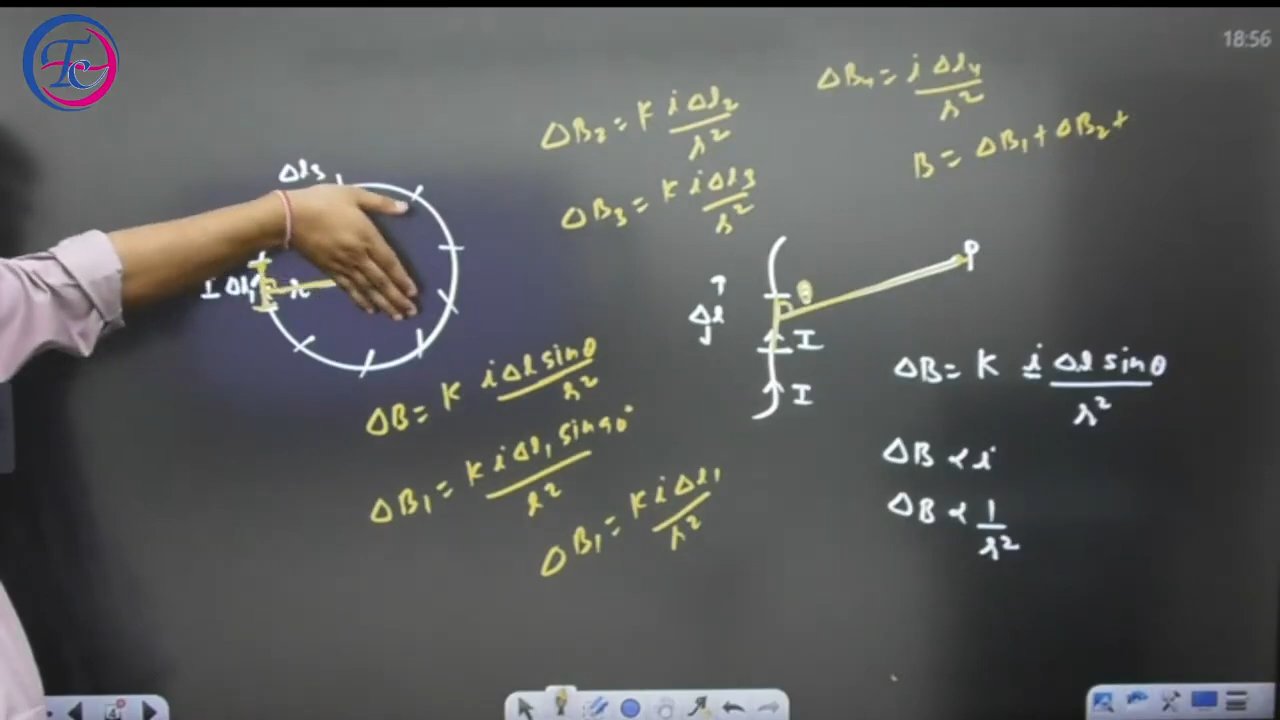 Tc
18:56
ΔB₂ = K i Δl₂ / r²
ΔB₄ = i Δl₄ / r²
B = ΔB₁ + ΔB₂ +
ΔB₃ = K i Δl₃ / r²
Δl₃
I Δl₁ r
P
θ
Δl
I
I
ΔB = K i Δl sinθ / r²
ΔB₁ = K i Δl₁ sin90° / r²
ΔB₁ = K i Δl₁ / r²
ΔB = K i Δl sinθ / r²
ΔB ∝ i
ΔB ∝ 1 / r²